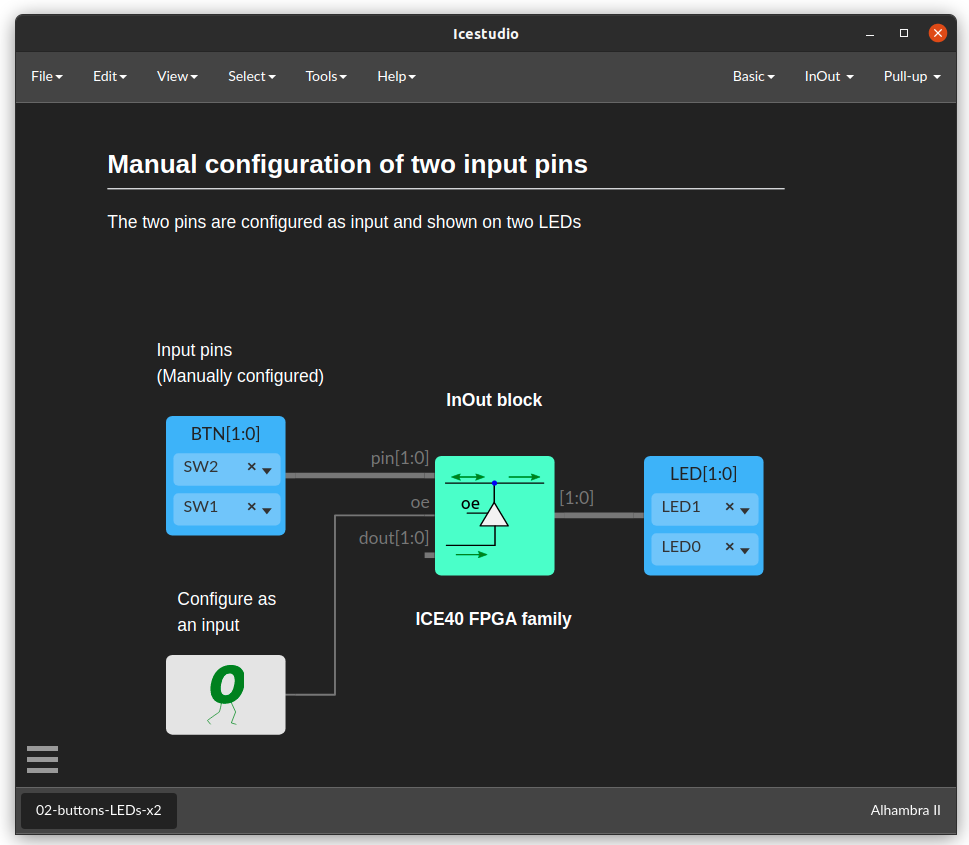 Icestudio
File Edit View Select Tools Help Basic InOut Pull-up
Manual configuration of two input pins
The two pins are configured as input and shown on two LEDs
Input pins
(Manually configured)
InOut block
BTN[1:0]
SW2
SW1
pin[1:0]
oe
dout[1:0]
oe
[1:0]
LED[1:0]
LED1
LED0
Configure as
an input
ICE40 FPGA family
0
02-buttons-LEDs-x2
Alhambra II